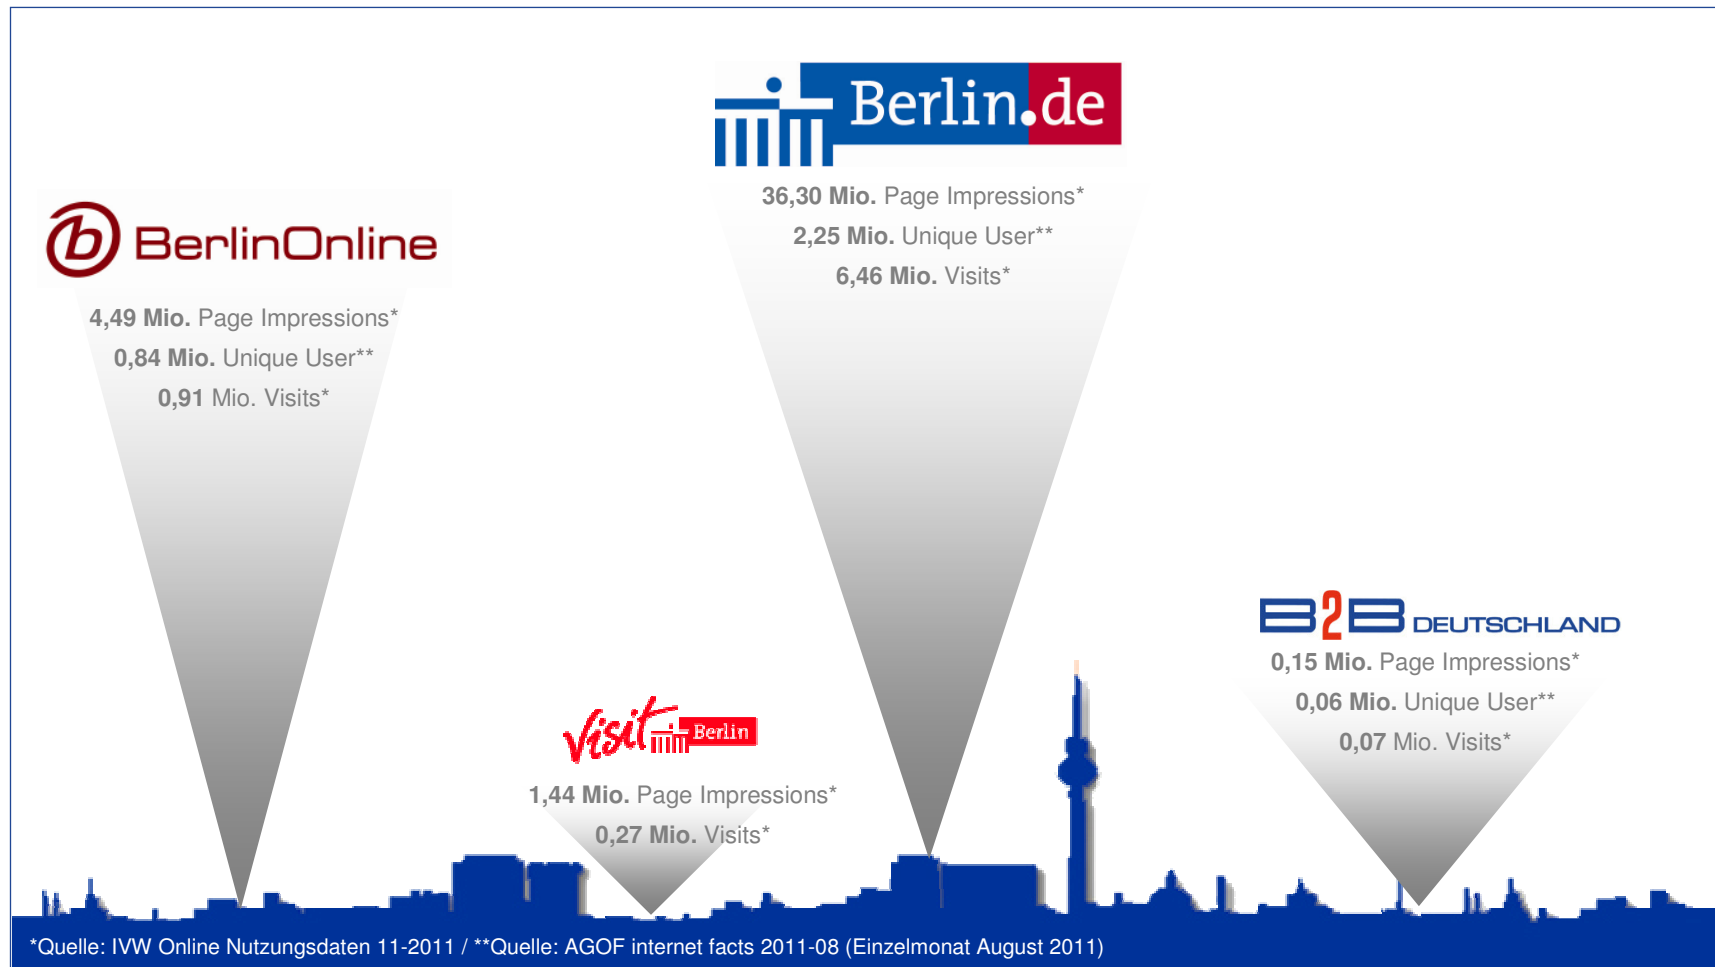 Berlin.de
36,30 Mio. Page Impressions*
2,25 Mio. Unique User**
6,46 Mio. Visits*
b BerlinOnline
4,49 Mio. Page Impressions*
0,84 Mio. Unique User**
0,91 Mio. Visits*
B2B DEUTSCHLAND
0,15 Mio. Page Impressions*
0,06 Mio. Unique User**
0,07 Mio. Visits*
Visit Berlin
1,44 Mio. Page Impressions*
0,27 Mio. Visits*
*Quelle: IVW Online Nutzungsdaten 11-2011 / **Quelle: AGOF internet facts 2011-08 (Einzelmonat August 2011)